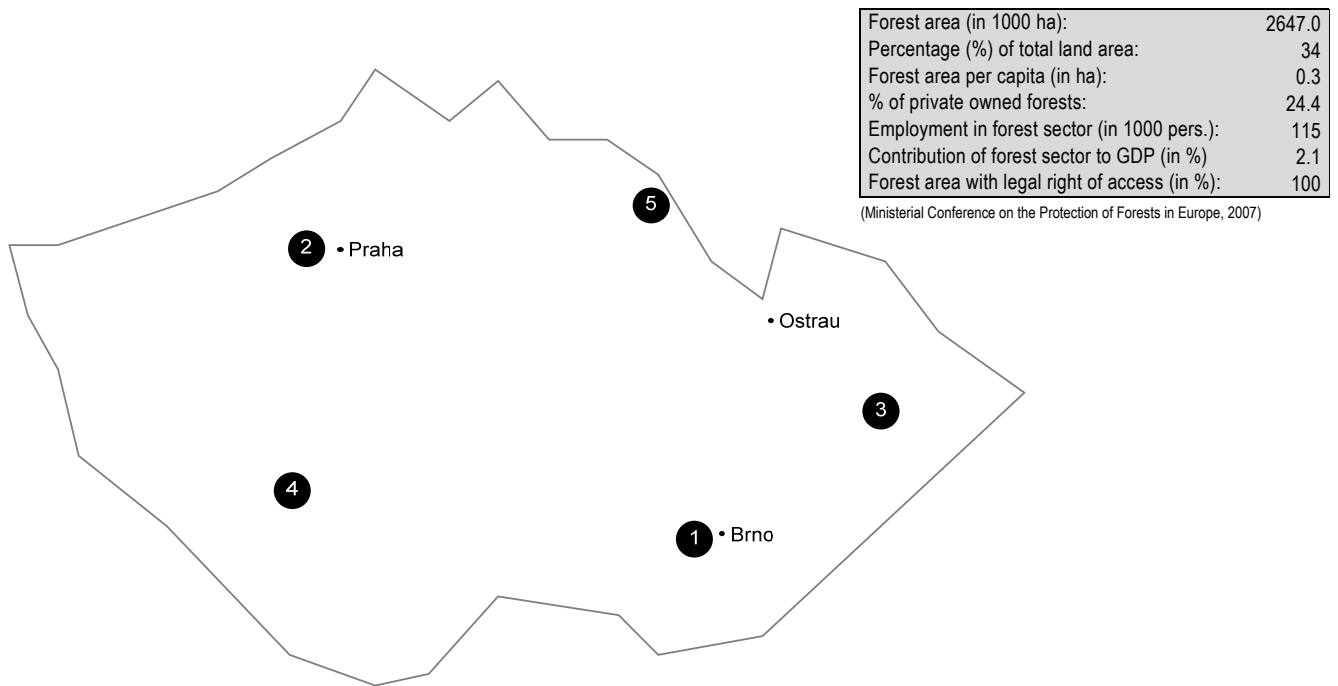 Forest area (in 1000 ha): 2647.0
Percentage (%) of total land area: 34
Forest area per capita (in ha): 0.3
% of private owned forests: 24.4
Employment in forest sector (in 1000 pers.): 115
Contribution of forest sector to GDP (in %) 2.1
Forest area with legal right of access (in %): 100
(Ministerial Conference on the Protection of Forests in Europe, 2007)
5
2 Praha
Ostrau
3
4
1 Brno